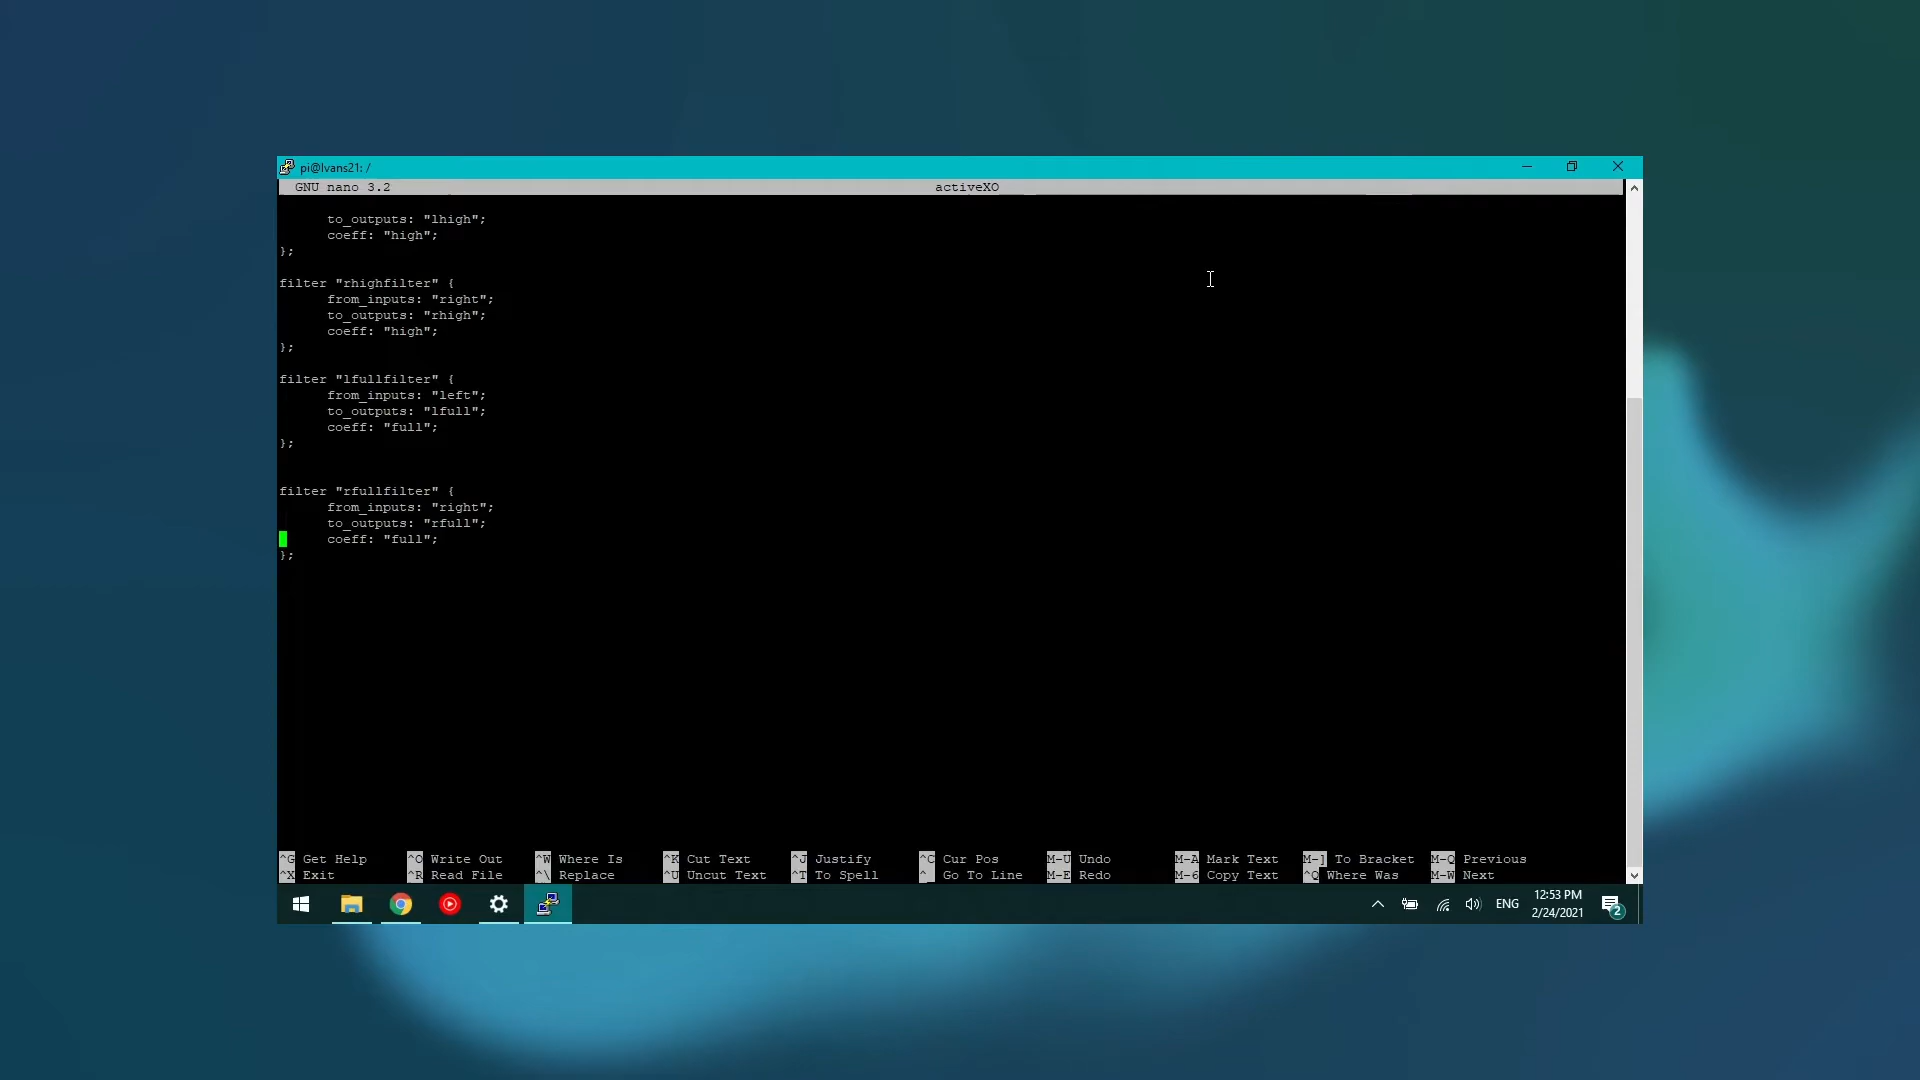 pi@lvans21: /
GNU nano 3.2 activeXO
to_outputs: "lhigh";
coeff: "high";
};
filter "rhighfilter" {
from_inputs: "right";
to_outputs: "rhigh";
coeff: "high";
};
filter "lfullfilter" {
from_inputs: "left";
to_outputs: "lfull";
coeff: "full";
};
filter "rfullfilter" {
from_inputs: "right";
to_outputs: "rfull";
coeff: "full";
};
^G Get Help ^O Write Out ^W Where Is ^K Cut Text ^J Justify ^C Cur Pos M-U Undo M-A Mark Text M-] To Bracket M-Q Previous
^X Exit ^R Read File ^\ Replace ^U Uncut Text ^T To Spell ^_ Go To Line M-E Redo M-6 Copy Text ^Q Where Was M-W Next
ENG
12:53 PM
2/24/2021
2